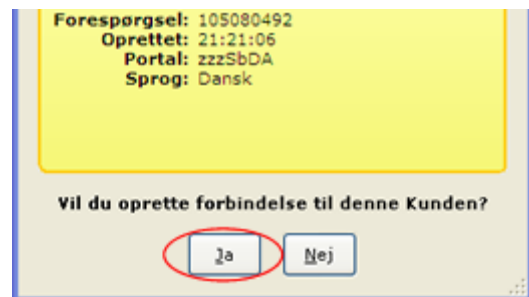 Forespørgsel: 105080492
Oprettet: 21:21:06
Portal: zzzSbDA
Sprog: Dansk
Vil du oprette forbindelse til denne Kunden?
Ja Nej